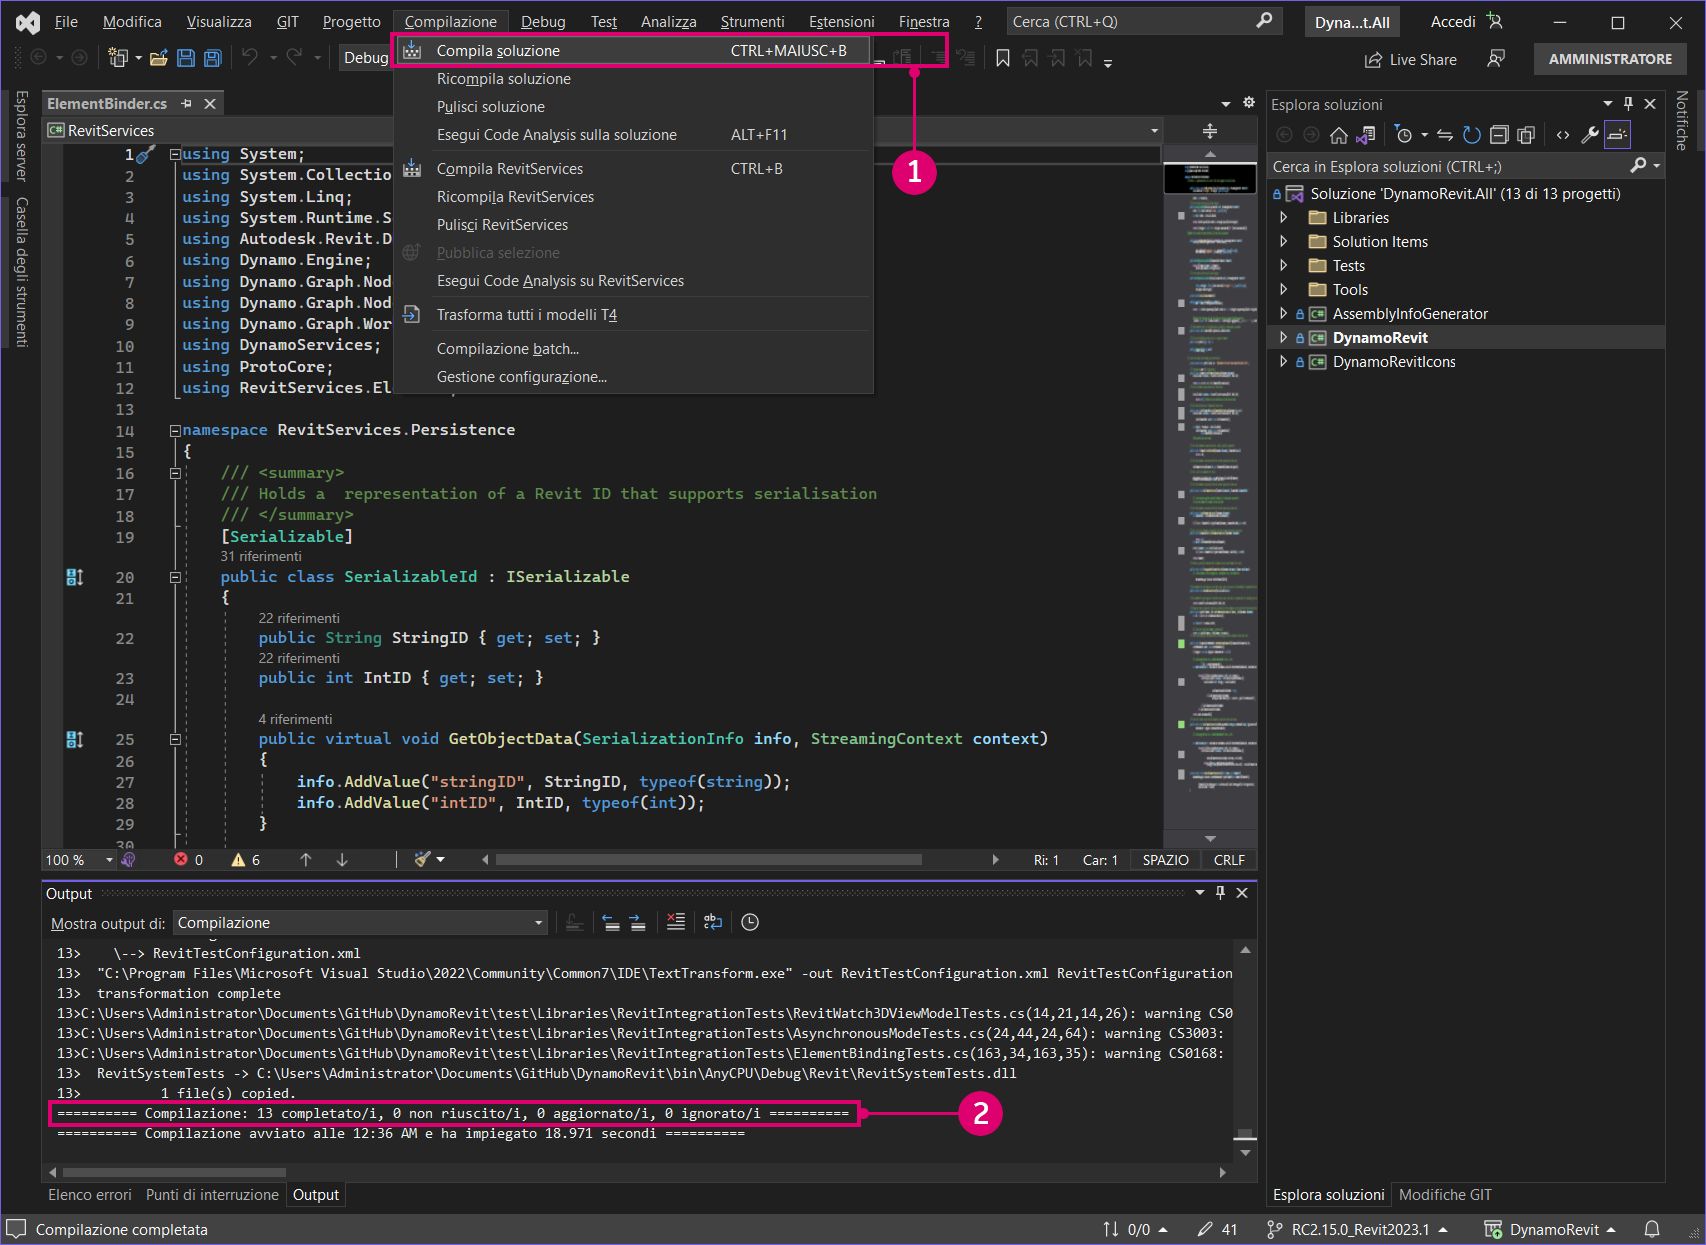 File Modifica Visualizza GIT Progetto Compilazione Debug Test Analizza Strumenti Estensioni Finestra ? Cerca (CTRL+Q) Dyna...t.All Accedi
Debug Live Share AMMINISTRATORE
Compila soluzione CTRL+MAIUSC+B
Ricompila soluzione
Pulisci soluzione
Esegui Code Analysis sulla soluzione ALT+F11
Compila RevitServices CTRL+B
Ricompila RevitServices
Pulisci RevitServices
Pubblica selezione
Esegui Code Analysis su RevitServices
Trasforma tutti i modelli T4
Compilazione batch...
Gestione configurazione...
1
Esplora server
Casella degli strumenti
ElementBinder.cs
RevitServices
1 using System;
2 using System.Collectio
3 using System.Linq;
4 using System.Runtime.S
5 using Autodesk.Revit.D
6 using Dynamo.Engine;
7 using Dynamo.Graph.Nod
8 using Dynamo.Graph.Nod
9 using Dynamo.Graph.Wor
10 using DynamoServices;
11 using ProtoCore;
12 using RevitServices.El
13
14 namespace RevitServices.Persistence
15 {
16 /// <summary>
17 /// Holds a  representation of a Revit ID that supports serialisation
18 /// </summary>
19 [Serializable]
31 riferimenti
20 public class SerializableId : ISerializable
21 {
22 riferimenti
22 public String StringID { get; set; }
22 riferimenti
23 public int IntID { get; set; }
24
4 riferimenti
25 public virtual void GetObjectData(SerializationInfo info, StreamingContext context)
26 {
27 info.AddValue("stringID", StringID, typeof(string));
28 info.AddValue("intID", IntID, typeof(int));
29 }
30
100 % 0 6 Ri: 1 Car: 1 SPAZIO CRLF
Output
Mostra output di: Compilazione
13> \--> RevitTestConfiguration.xml
13> "C:\Program Files\Microsoft Visual Studio\2022\Community\Common7\IDE\TextTransform.exe" -out RevitTestConfiguration.xml RevitTestConfiguration
13> transformation complete
13>C:\Users\Administrator\Documents\GitHub\DynamoRevit\test\Libraries\RevitIntegrationTests\RevitWatch3DViewModelTests.cs(14,21,14,26): warning CS0
13>C:\Users\Administrator\Documents\GitHub\DynamoRevit\test\Libraries\RevitIntegrationTests\AsynchronousModeTests.cs(24,44,24,64): warning CS3003:
13>C:\Users\Administrator\Documents\GitHub\DynamoRevit\test\Libraries\RevitIntegrationTests\ElementBindingTests.cs(163,34,163,35): warning CS0168:
13> RevitSystemTests -> C:\Users\Administrator\Documents\GitHub\DynamoRevit\bin\AnyCPU\Debug\Revit\RevitSystemTests.dll
13> 1 file(s) copied.
========== Compilazione: 13 completato/i, 0 non riuscito/i, 0 aggiornato/i, 0 ignorato/i ==========
2
========== Compilazione avviato alle 12:36 AM e ha impiegato 18.971 secondi ==========
Elenco errori Punti di interruzione Output
Esplora soluzioni
Cerca in Esplora soluzioni (CTRL+;)
Soluzione 'DynamoRevit.All' (13 di 13 progetti)
Libraries
Solution Items
Tests
Tools
AssemblyInfoGenerator
DynamoRevit
DynamoRevitIcons
Notifiche
Esplora soluzioni Modifiche GIT
Compilazione completata 0/0 41 RC2.15.0_Revit2023.1 DynamoRevit